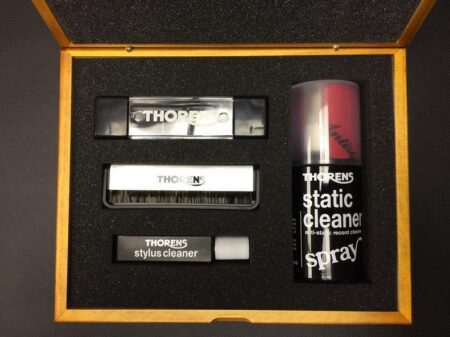 THORENS
THORENS
THORENS
stylus cleaner
THORENS
static
cleaner
anti-static record cleaner
spray